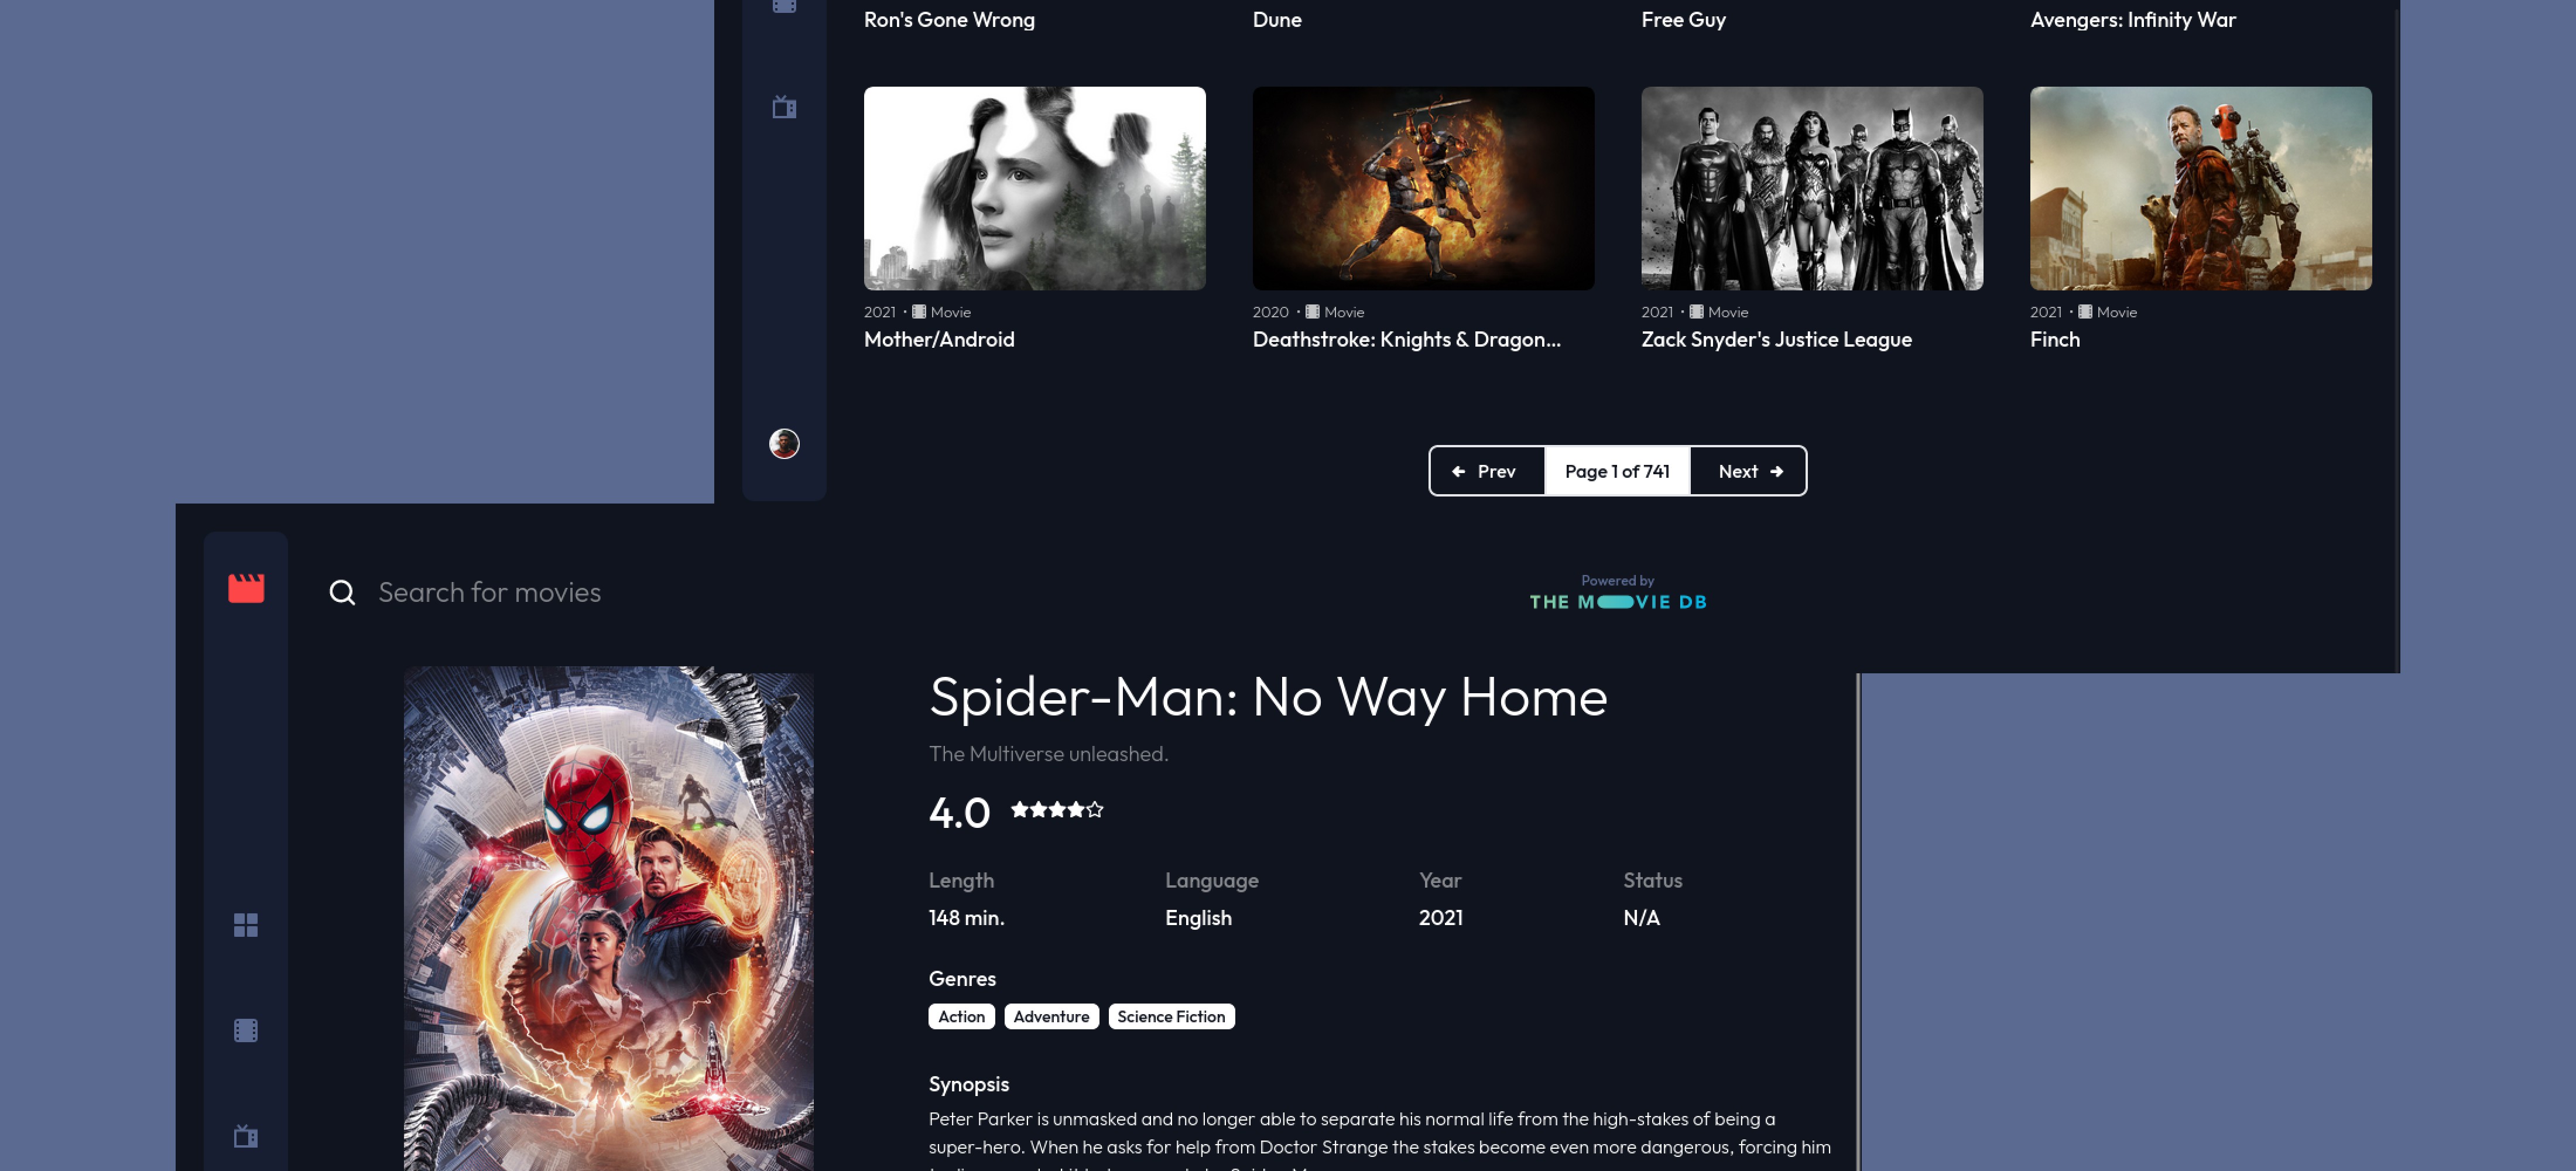 Ron's Gone Wrong
Dune
Free Guy
Avengers: Infinity War
2021 · Movie
Mother/Android
2020 · Movie
Deathstroke: Knights & Dragon...
2021 · Movie
Zack Snyder's Justice League
2021 · Movie
Finch
Prev
Page 1 of 741
Next
Search for movies
Powered by
THE MOVIE DB
Spider-Man: No Way Home
The Multiverse unleashed.
4.0
Length
148 min.
Language
English
Year
2021
Status
N/A
Genres
Action
Adventure
Science Fiction
Synopsis
Peter Parker is unmasked and no longer able to separate his normal life from the high-stakes of being a
super-hero. When he asks for help from Doctor Strange the stakes become even more dangerous, forcing him